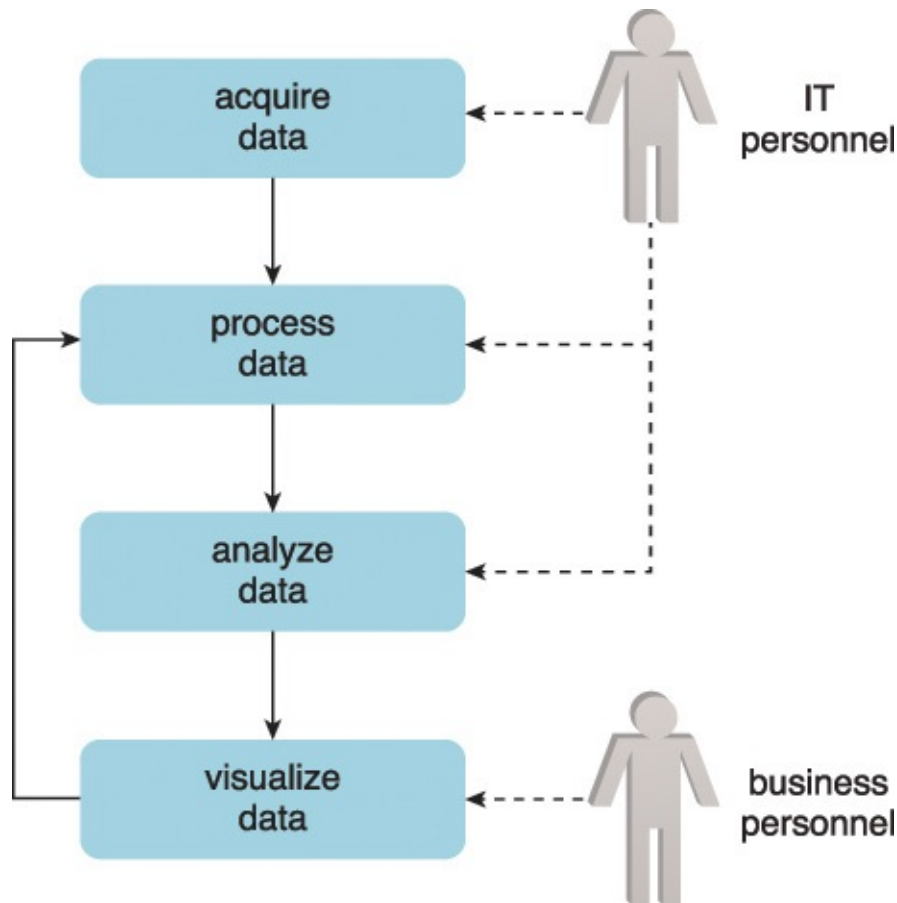 acquire
data
IT
personnel
process
data
analyze
data
visualize
data
business
personnel